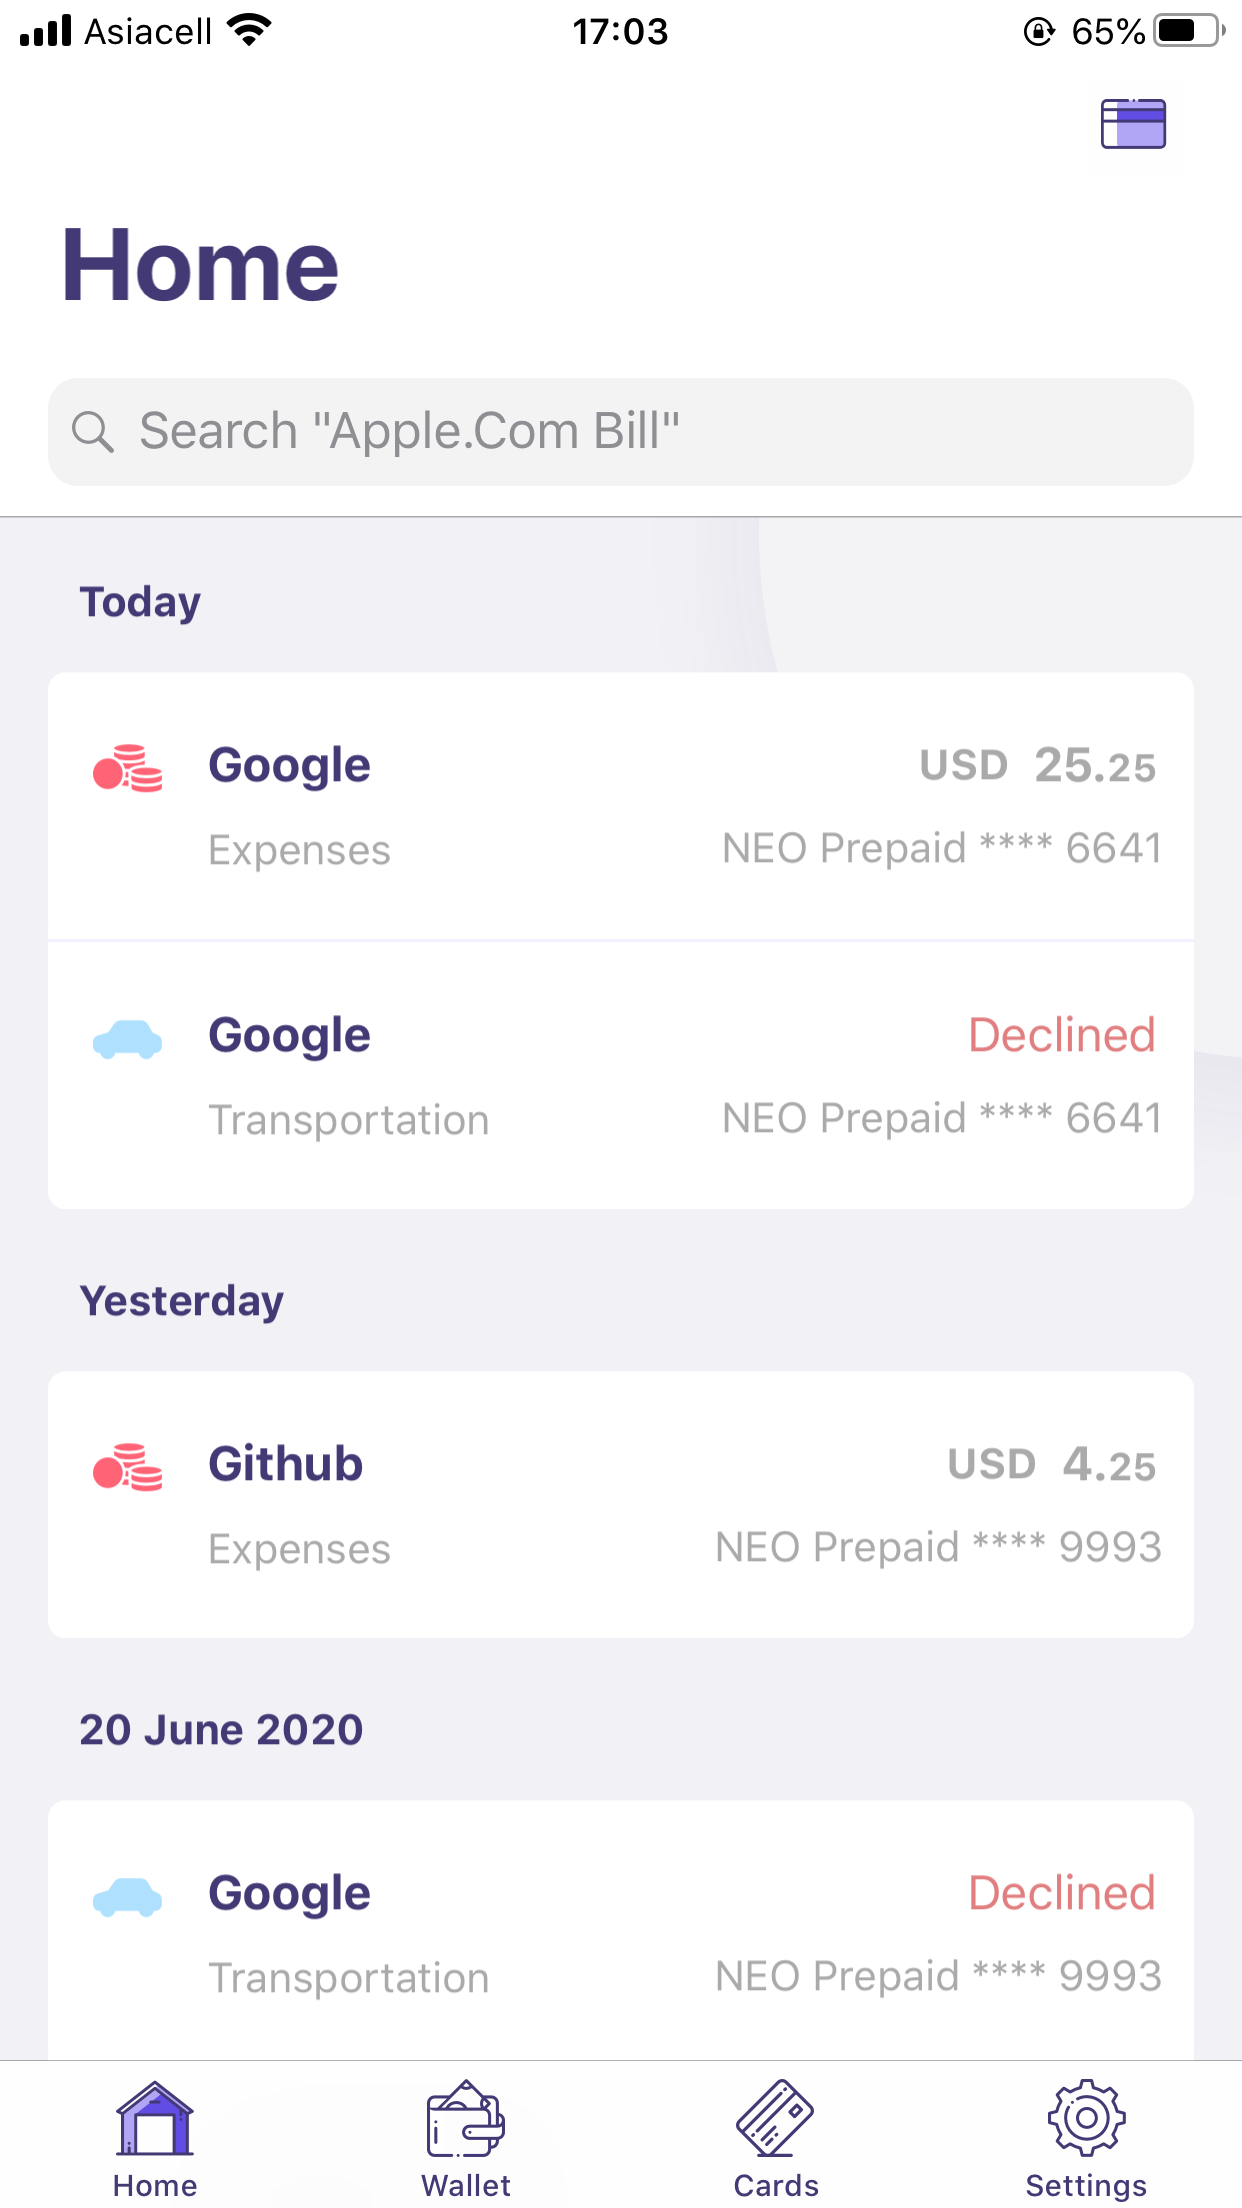 Asiacell 17:03 65%
Home
Search "Apple.Com Bill"
Today
Google USD 25.25
Expenses NEO Prepaid **** 6641
Google Declined
Transportation NEO Prepaid **** 6641
Yesterday
Github USD 4.25
Expenses NEO Prepaid **** 9993
20 June 2020
Google Declined
Transportation NEO Prepaid **** 9993
Home Wallet Cards Settings